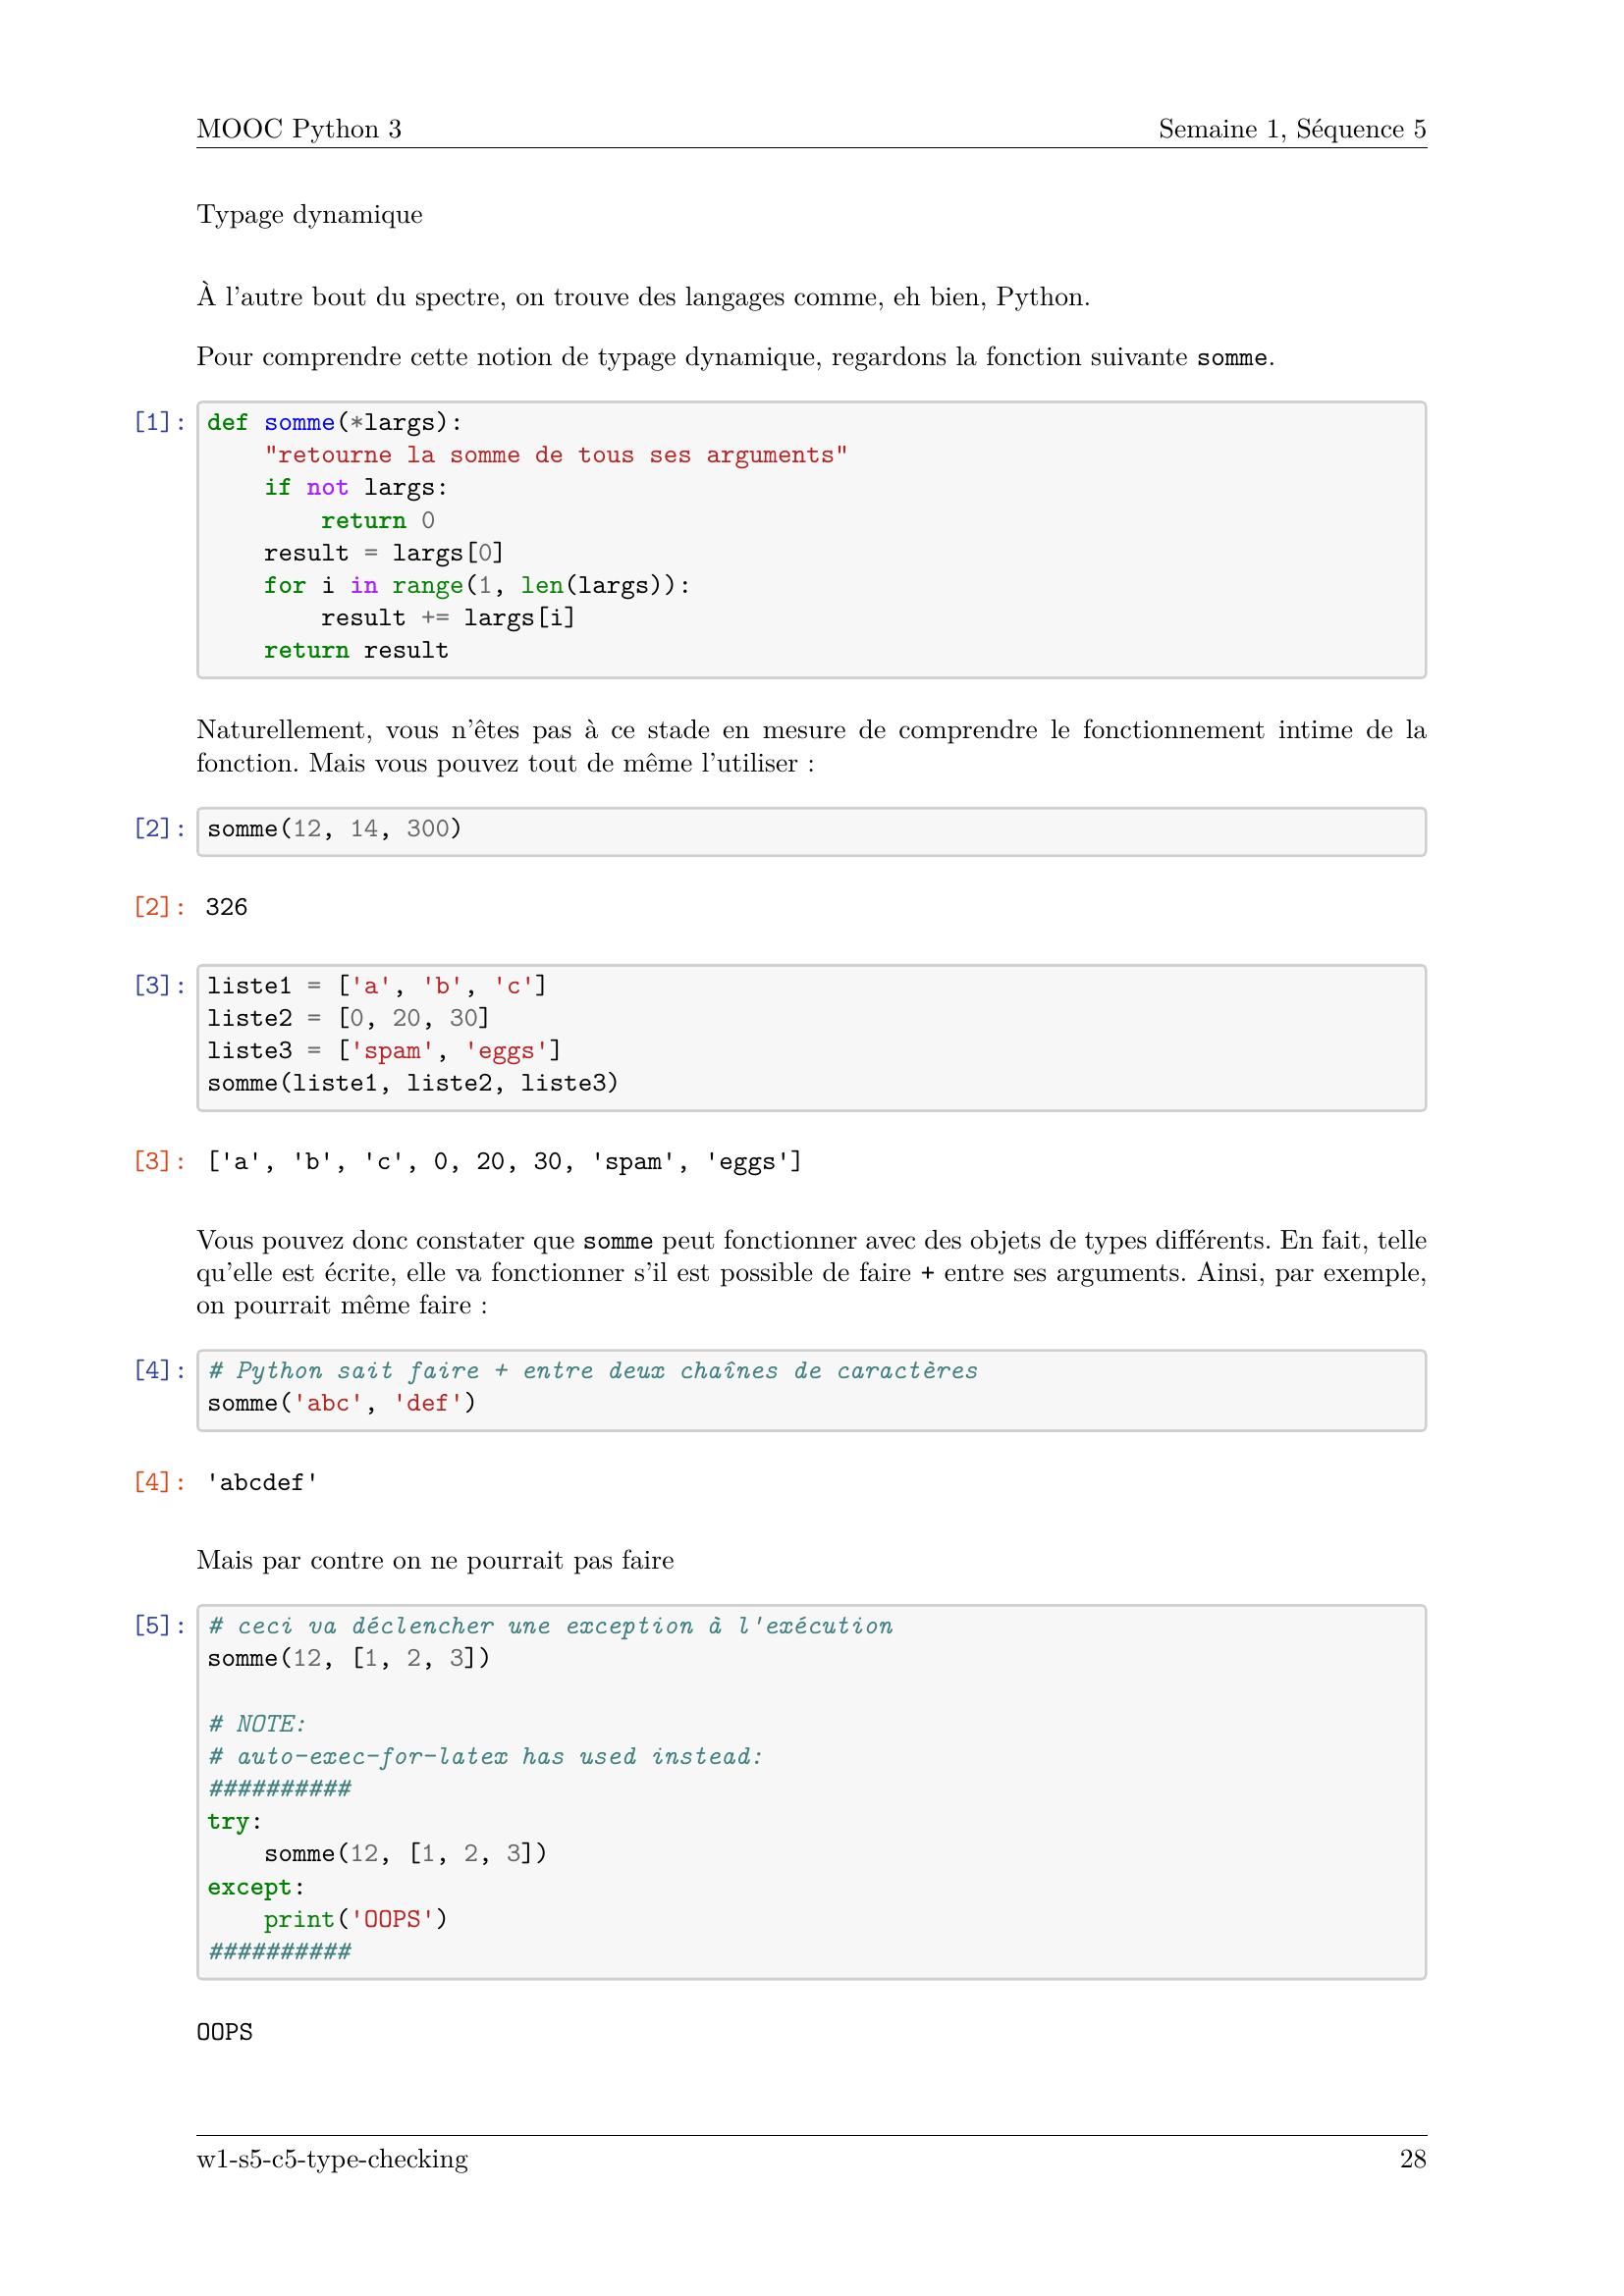 MOOC Python 3 Semaine 1, Séquence 5
Typage dynamique
À l'autre bout du spectre, on trouve des langages comme, eh bien, Python.
Pour comprendre cette notion de typage dynamique, regardons la fonction suivante somme.
[1]: def somme(*largs):
    "retourne la somme de tous ses arguments"
    if not largs:
        return 0
    result = largs[0]
    for i in range(1, len(largs)):
        result += largs[i]
    return result
Naturellement, vous n'êtes pas à ce stade en mesure de comprendre le fonctionnement intime de la
fonction. Mais vous pouvez tout de même l'utiliser :
[2]: somme(12, 14, 300)
[2]: 326
[3]: liste1 = ['a', 'b', 'c']
liste2 = [0, 20, 30]
liste3 = ['spam', 'eggs']
somme(liste1, liste2, liste3)
[3]: ['a', 'b', 'c', 0, 20, 30, 'spam', 'eggs']
Vous pouvez donc constater que somme peut fonctionner avec des objets de types différents. En fait, telle
qu'elle est écrite, elle va fonctionner s'il est possible de faire + entre ses arguments. Ainsi, par exemple,
on pourrait même faire :
[4]: # Python sait faire + entre deux chaînes de caractères
somme('abc', 'def')
[4]: 'abcdef'
Mais par contre on ne pourrait pas faire
[5]: # ceci va déclencher une exception à l'exécution
somme(12, [1, 2, 3])
# NOTE:
# auto-exec-for-latex has used instead:
##########
try:
    somme(12, [1, 2, 3])
except:
    print('OOPS')
##########
OOPS
w1-s5-c5-type-checking 28